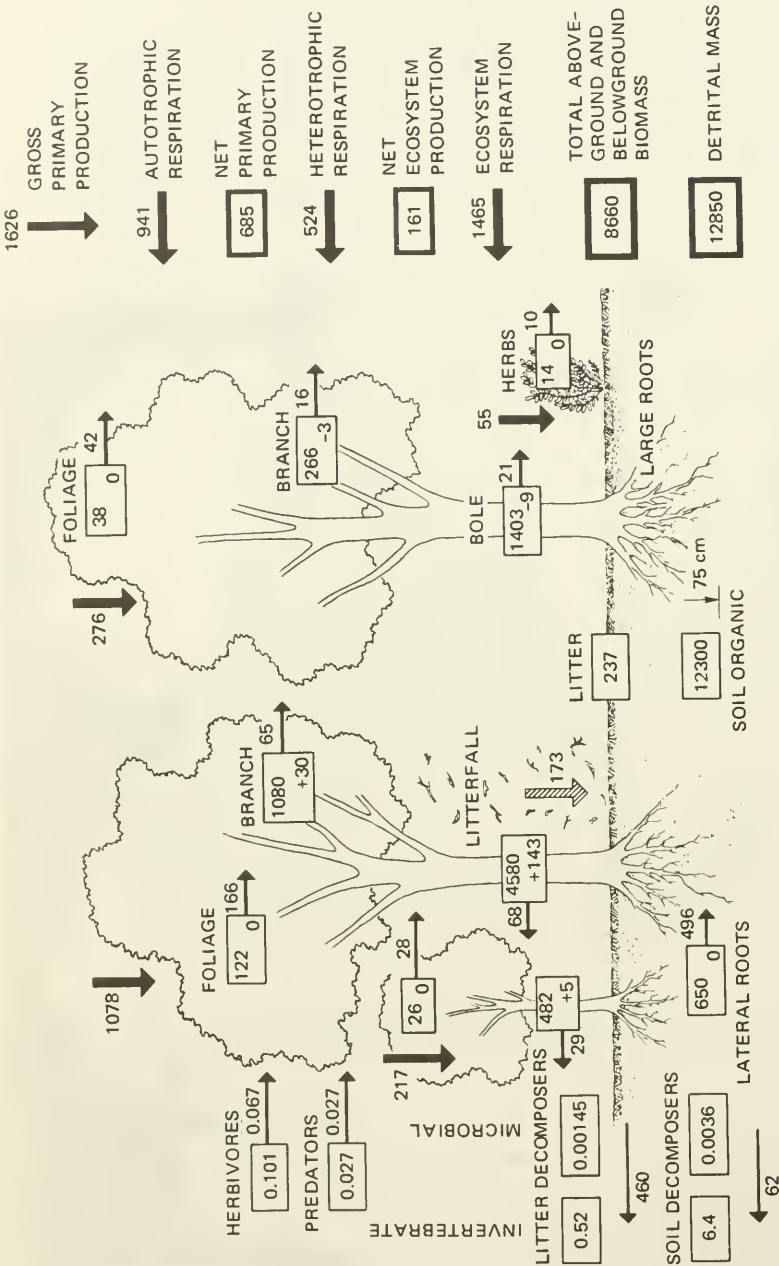 1078
276
FOLIAGE
122
0
166
BRANCH
1080
+30
65
FOLIAGE
38
0
42
BRANCH
266
-3
16
HERBIVORES
0.101
0.067
PREDATORS
0.027
0.027
217
26
0
28
482
+5
29
4580
+143
68
LITTERFALL
173
BOLE
1403
-9
21
55
HERBS
14
0
10
INVERTEBRATE
MICROBIAL
LITTER DECOMPOSERS
0.52
0.00145
460
SOIL DECOMPOSERS
6.4
0.0036
62
LATERAL ROOTS
650
0
496
LITTER
237
12300
SOIL ORGANIC
75 cm
LARGE ROOTS
1626
GROSS
PRIMARY
PRODUCTION
941
AUTOTROPHIC
RESPIRATION
685
NET
PRIMARY
PRODUCTION
524
HETEROTROPHIC
RESPIRATION
161
NET
ECOSYSTEM
PRODUCTION
1465
ECOSYSTEM
RESPIRATION
8660
TOTAL ABOVE-
GROUND AND
BELOWGROUND
BIOMASS
12850
DETRITAL MASS